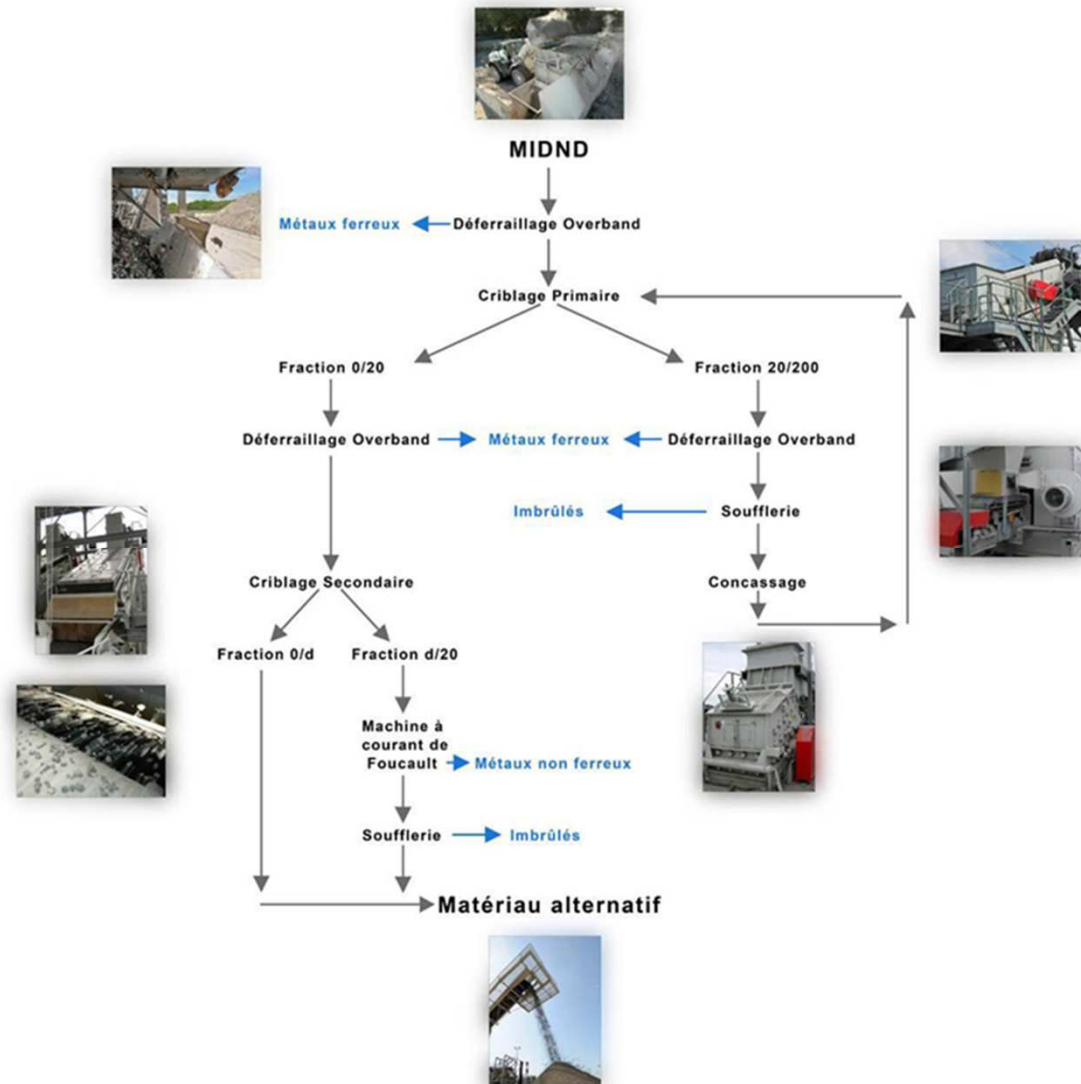 MIDND
Métaux ferreux
Déferraillage Overband
Criblage Primaire
Fraction 0/20
Fraction 20/200
Déferraillage Overband
Métaux ferreux
Déferraillage Overband
Imbrûlés
Soufflerie
Criblage Secondaire
Concassage
Fraction 0/d
Fraction d/20
Machine à
courant de
Foucault
Métaux non ferreux
Soufflerie
Imbrûlés
Matériau alternatif